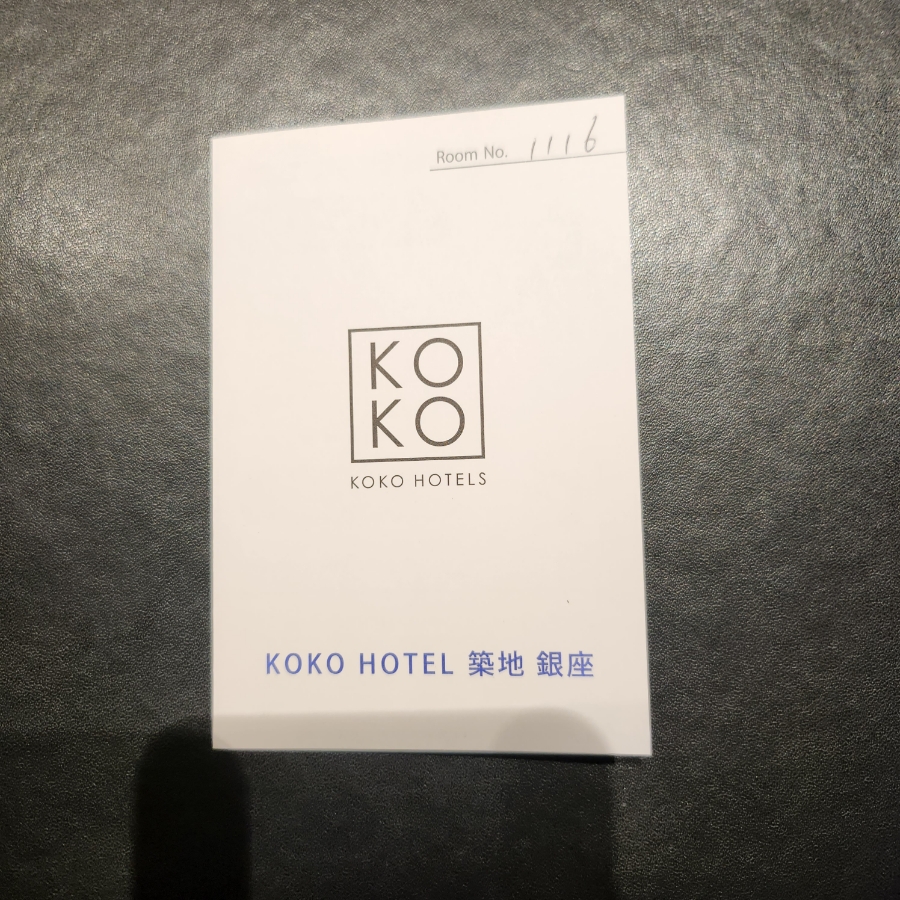 Room No. 1116
KO
KO
KOKO HOTELS
KOKO HOTEL 築地 銀座